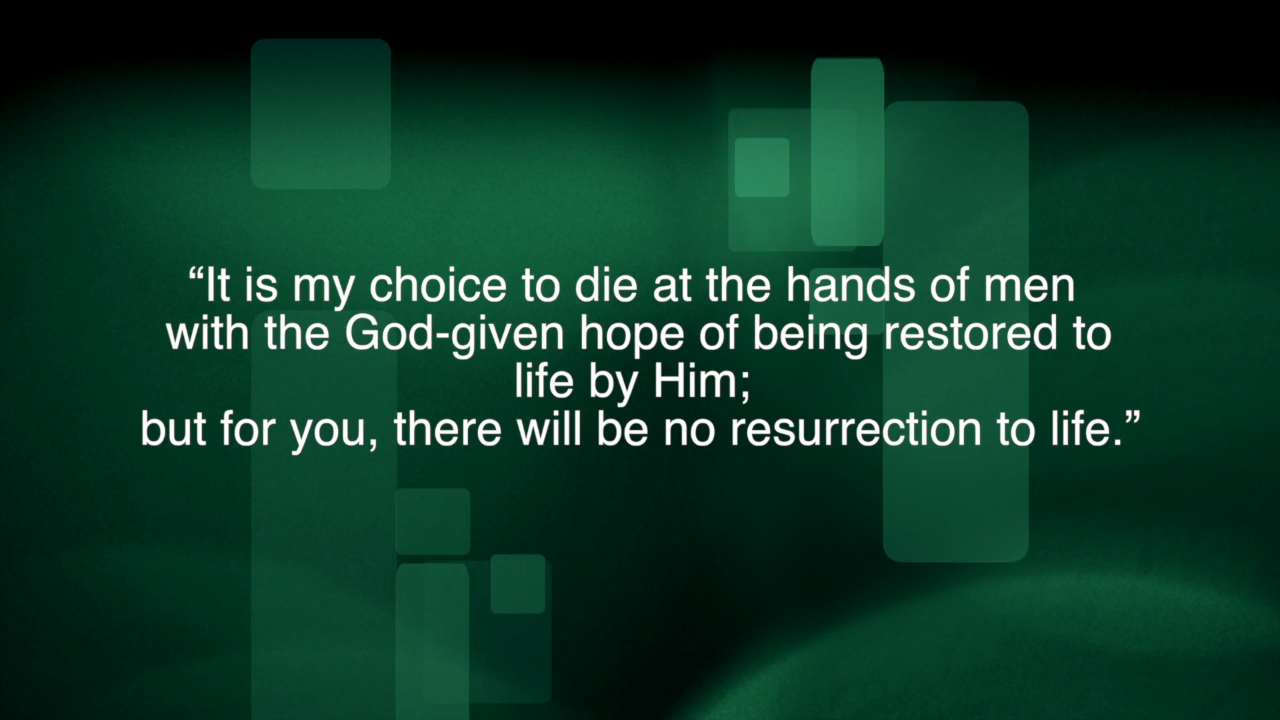 “It is my choice to die at the hands of men
with the God-given hope of being restored to
life by Him;
but for you, there will be no resurrection to life.”